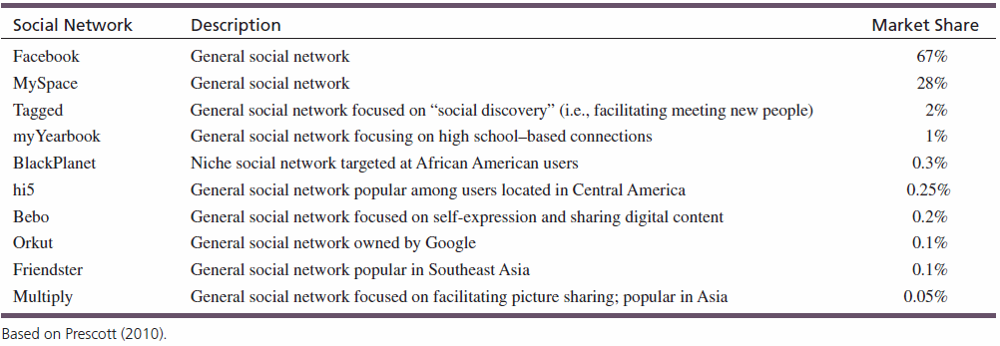 Social Network Description Market Share
Facebook General social network 67%
MySpace General social network 28%
Tagged General social network focused on “social discovery” (i.e., facilitating meeting new people) 2%
myYearbook General social network focusing on high school–based connections 1%
BlackPlanet Niche social network targeted at African American users 0.3%
hi5 General social network popular among users located in Central America 0.25%
Bebo General social network focused on self-expression and sharing digital content 0.2%
Orkut General social network owned by Google 0.1%
Friendster General social network popular in Southeast Asia 0.1%
Multiply General social network focused on facilitating picture sharing; popular in Asia 0.05%
Based on Prescott (2010).